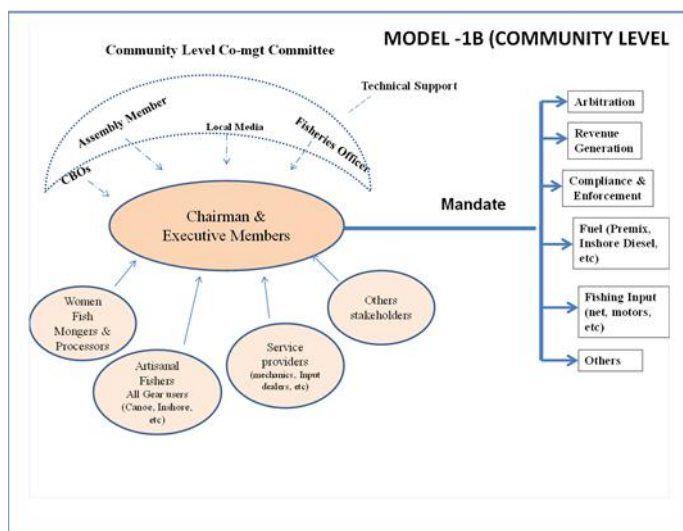 MODEL -1B (COMMUNITY LEVEL
Community Level Co-mgt Committee
Technical Support
Assembly Member
Local Media
Fisheries Officer
CBOs
Chairman &
Executive Members
Mandate
Arbitration
Revenue
Generation
Compliance &
Enforcement
Fuel (Premix,
Inshore Diesel,
etc)
Fishing Input
(net, motors,
etc)
Others
Women
Fish
Mongers &
Processors
Artisanal
Fishers
All Gear users
(Canoe, Inshore,
etc)
Service
providers
(mechanics, Input
dealers, etc)
Others
stakeholders